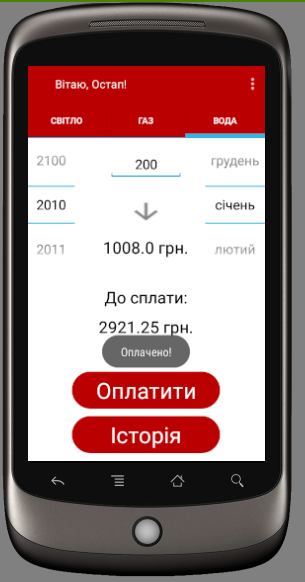 Вітаю, Остап!
СВІТЛО ГАЗ ВОДА
2100 200 грудень
2010 січень
2011 1008.0 грн. лютий
До сплати:
2921.25 грн.
Оплачено!
Оплатити
Історія